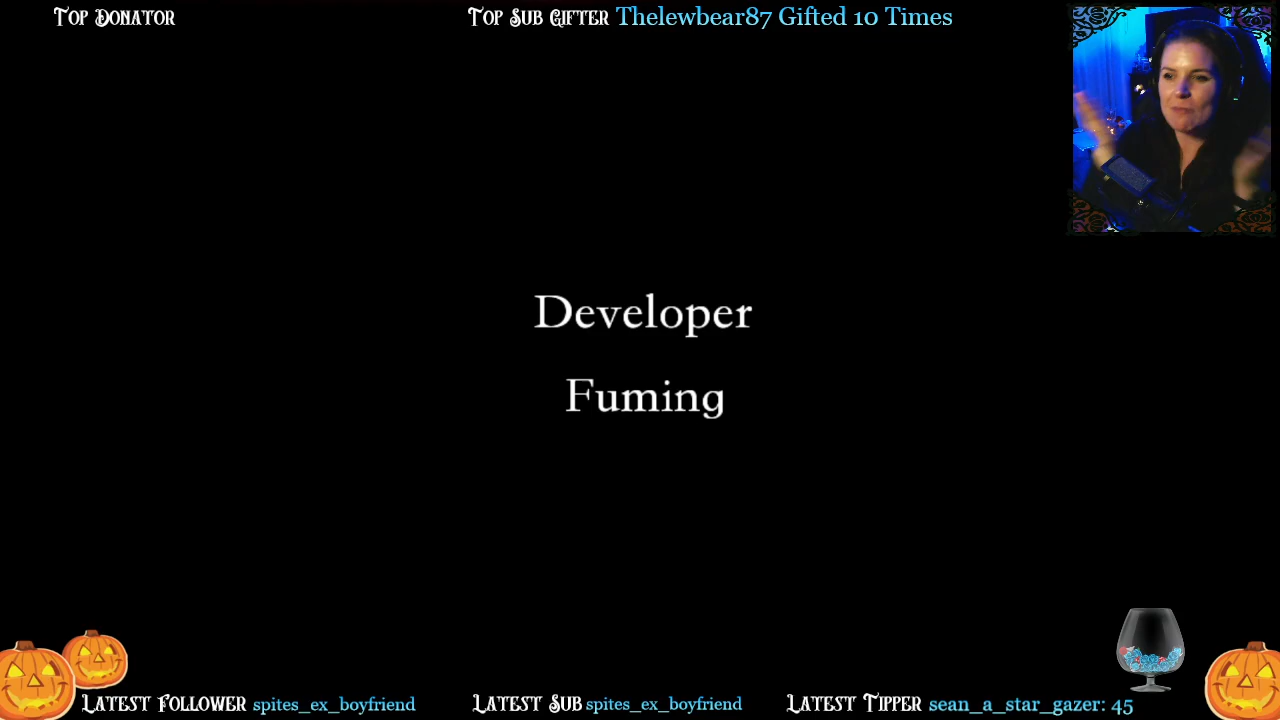 Top Donator
Top Sub Gifter Thelewbear87 Gifted 10 Times
Developer
Fuming
Latest Follower spites_ex_boyfriend
Latest Sub spites_ex_boyfriend
Latest Tipper sean_a_star_gazer: 45